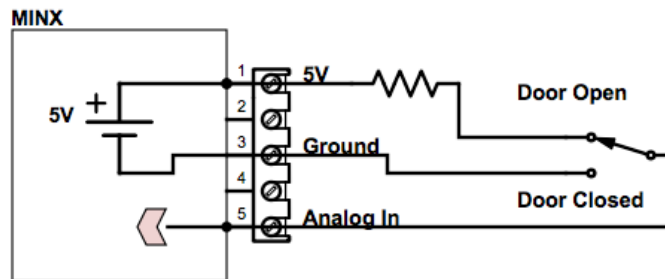 MINX
1
5V
Door Open
2
5V
+
3
Ground
4
Door Closed
5
Analog In